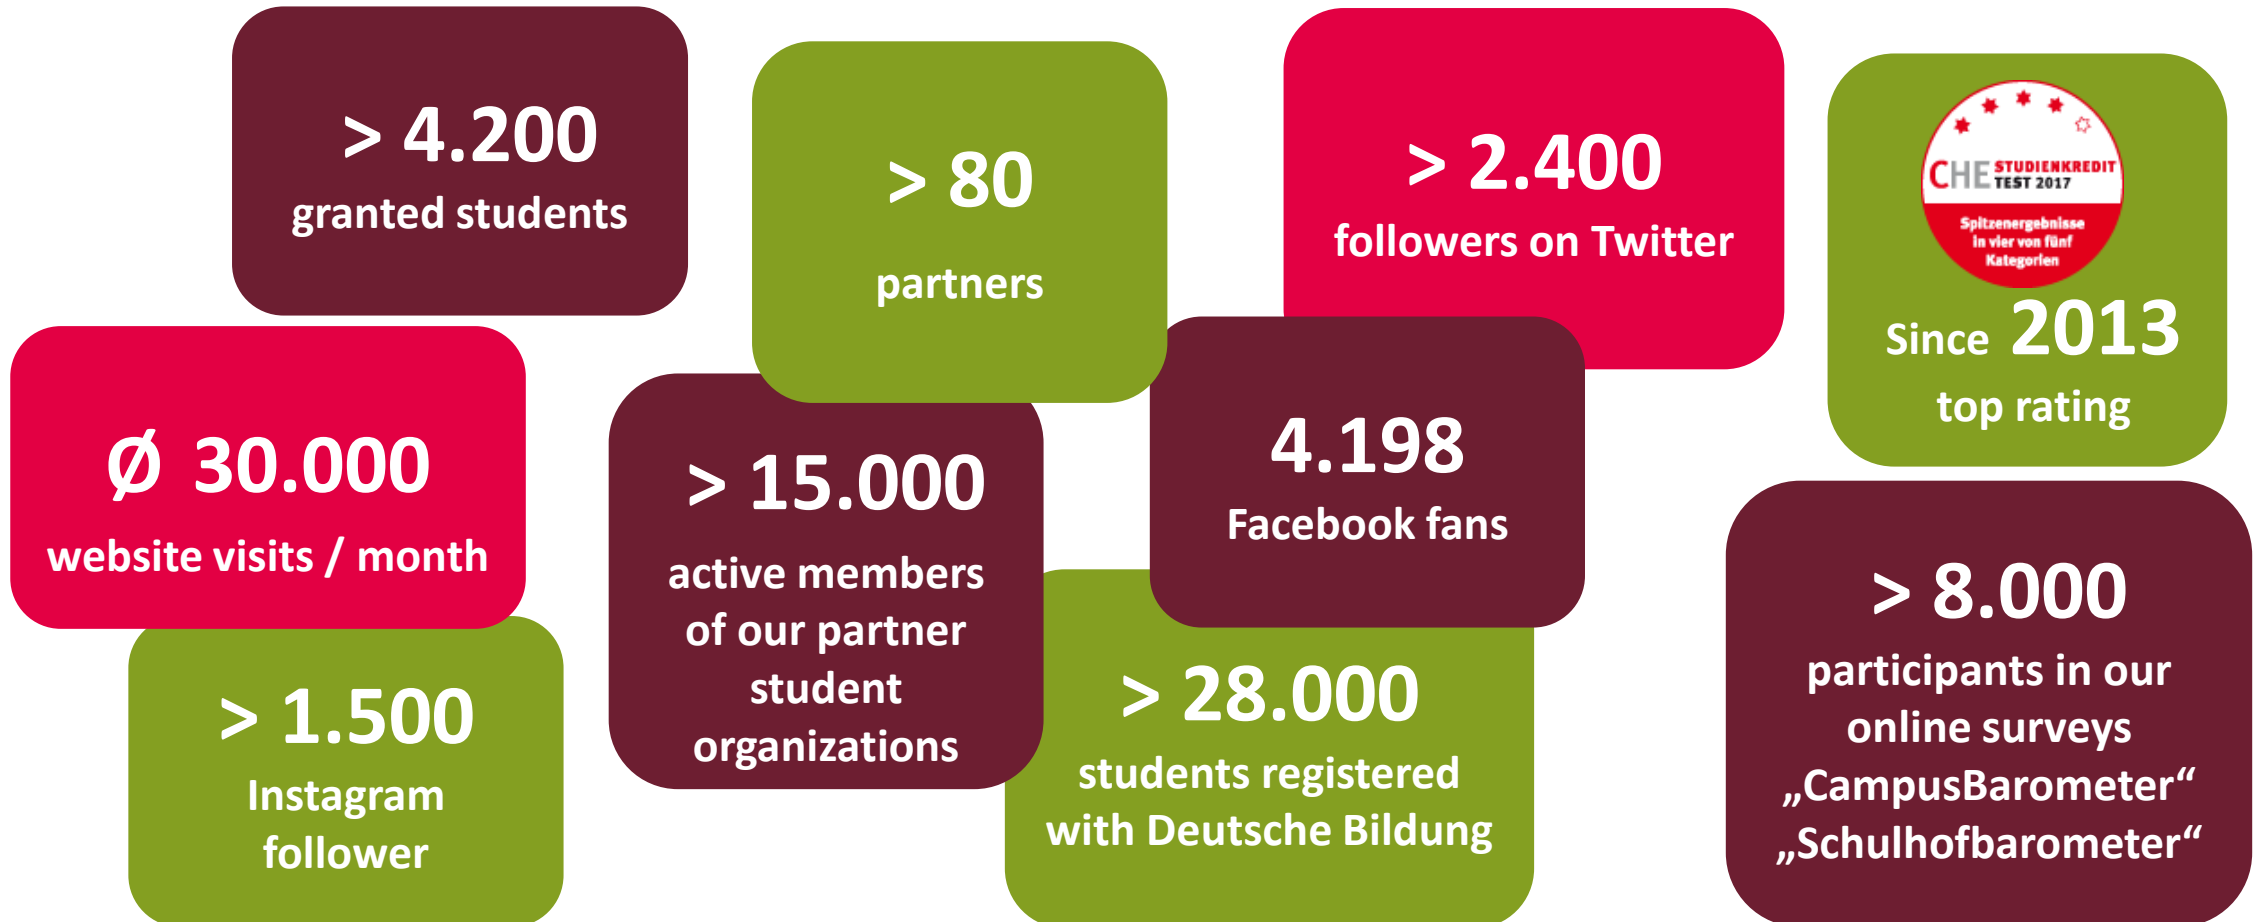 > 4.200
granted students
> 80
partners
> 2.400
followers on Twitter
CHE STUDIENKREDIT
TEST 2017
Spitzenergebnisse
in vier von fünf
Kategorien
Since 2013
top rating
Ø 30.000
website visits / month
> 15.000
active members
of our partner
student
organizations
4.198
Facebook fans
> 8.000
participants in our
online surveys
„CampusBarometer“
„Schulhofbarometer“
> 1.500
Instagram
follower
> 28.000
students registered
with Deutsche Bildung